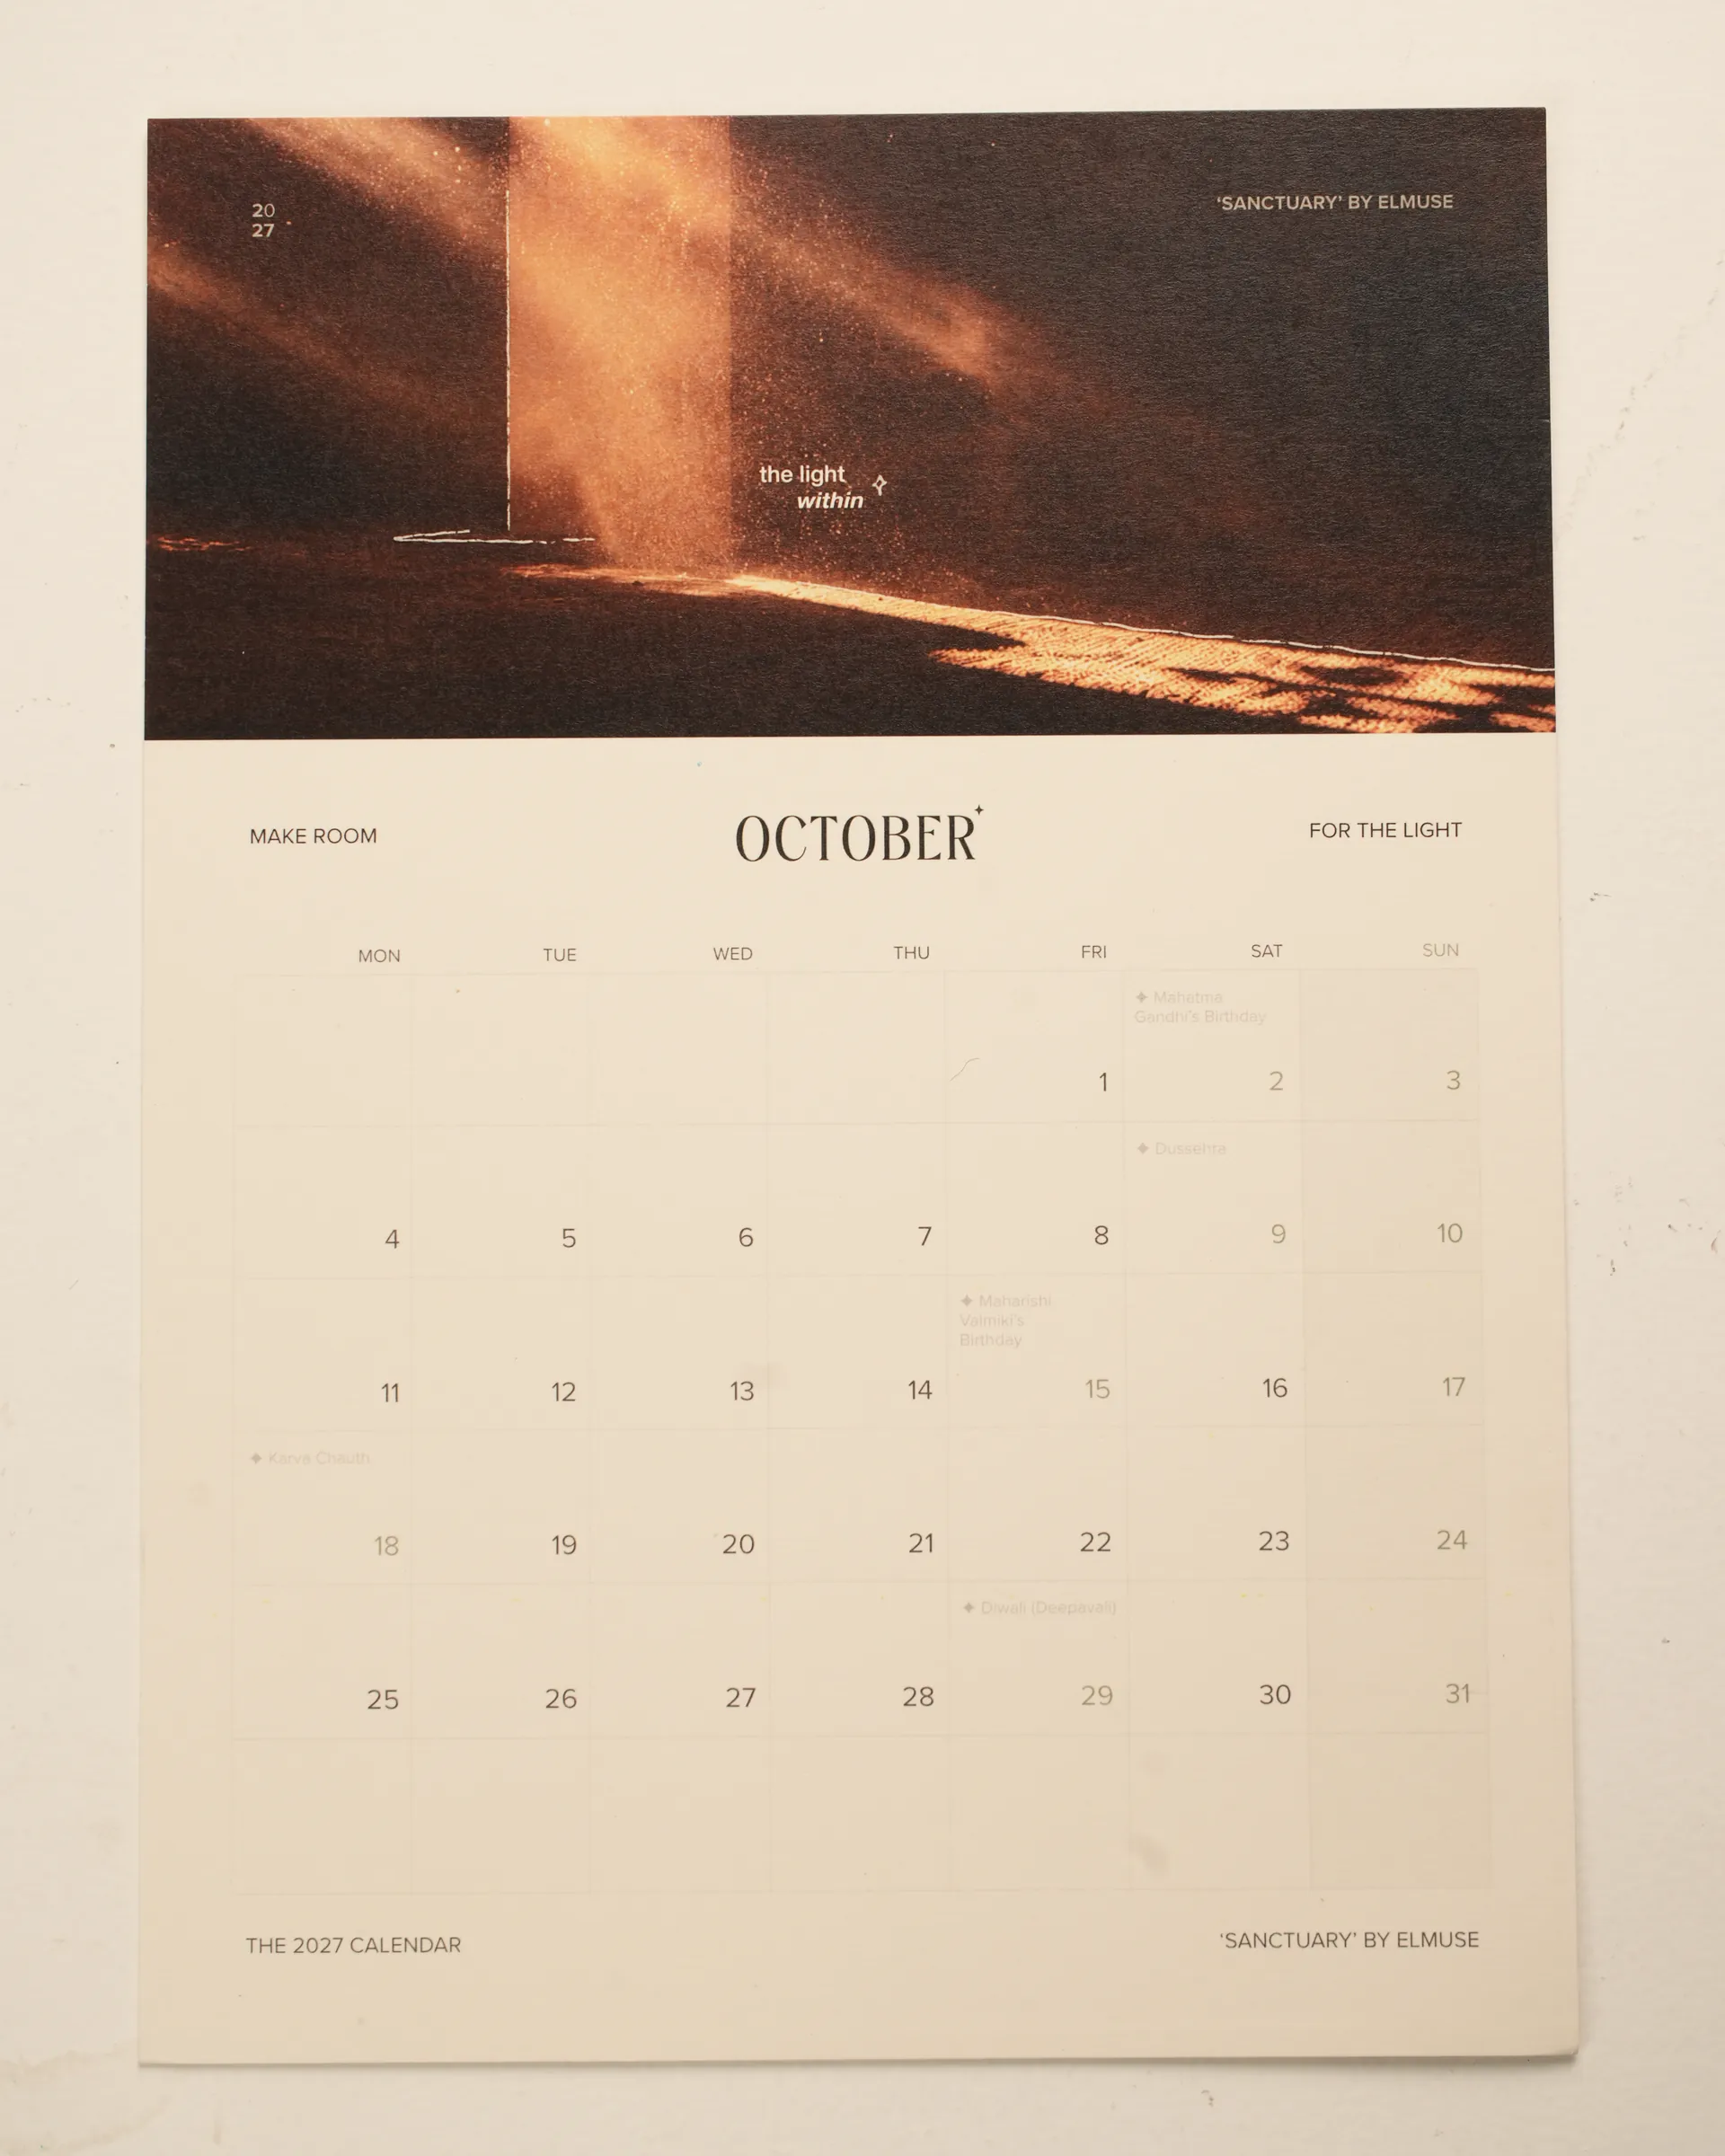 20
27
‘SANCTUARY’ BY ELMUSE
the light
within
MAKE ROOM
OCTOBER
FOR THE LIGHT
MON TUE WED THU FRI SAT SUN
Mahatma
Gandhi's Birthday
1 2 3
Dussehra
4 5 6 7 8 9 10
Maharishi
Valmiki's
Birthday
11 12 13 14 15 16 17
Karva Chauth
18 19 20 21 22 23 24
Diwali (Deepavali)
25 26 27 28 29 30 31
THE 2027 CALENDAR
‘SANCTUARY’ BY ELMUSE